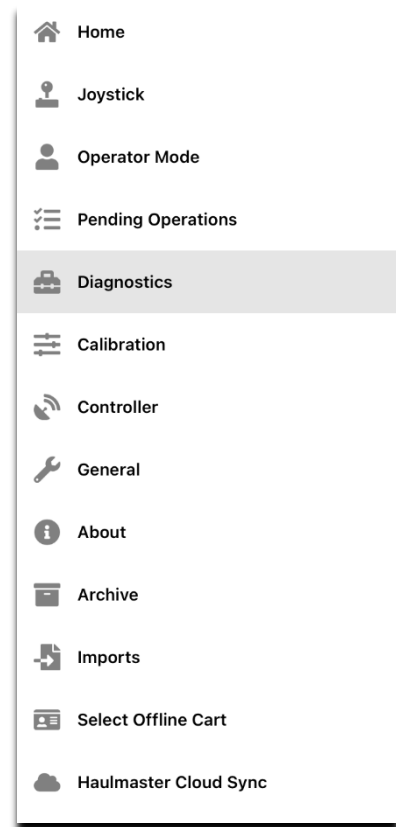 Home
Joystick
Operator Mode
Pending Operations
Diagnostics
Calibration
Controller
General
About
Archive
Imports
Select Offline Cart
Haulmaster Cloud Sync